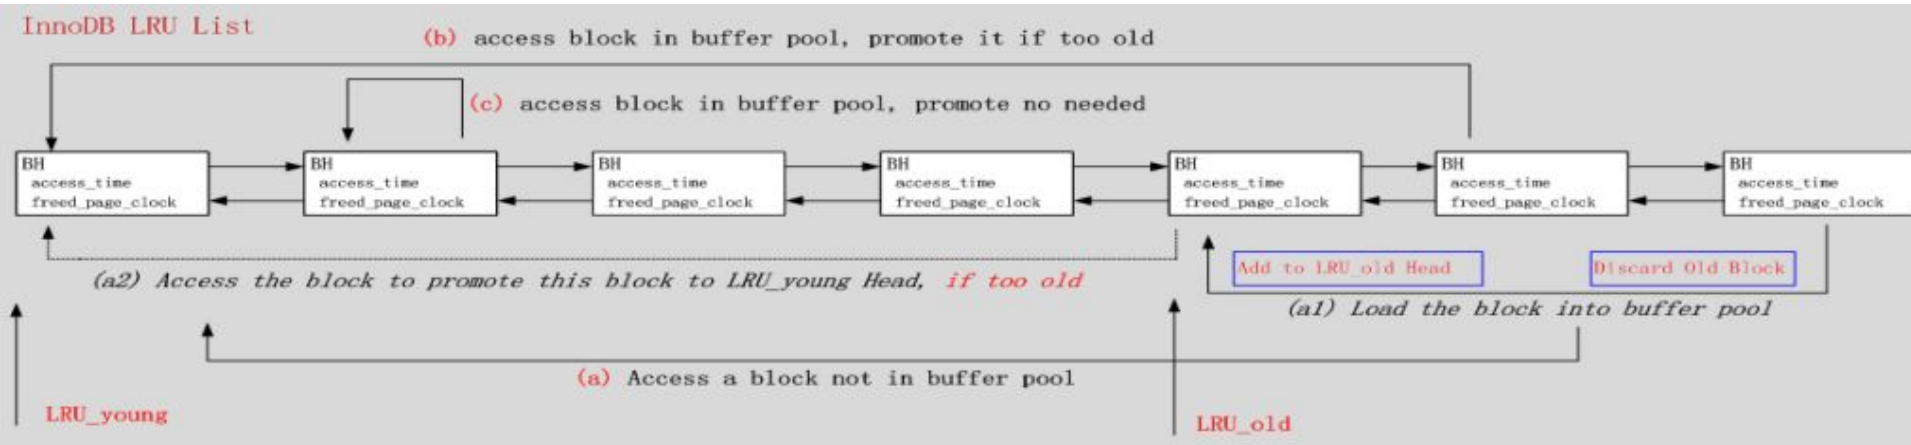 InnoDB LRU List
(b) access block in buffer pool, promote it if too old
(c) access block in buffer pool, promote no needed
BH
access_time
freed_page_clock
BH
access_time
freed_page_clock
BH
access_time
freed_page_clock
BH
access_time
freed_page_clock
BH
access_time
freed_page_clock
BH
access_time
freed_page_clock
BH
access_time
freed_page_clock
(a2) Access the block to promote this block to LRU_young Head, if too old
Add to LRU_old Head
Discard Old Block
(a1) Load the block into buffer pool
(a) Access a block not in buffer pool
LRU_young
LRU_old